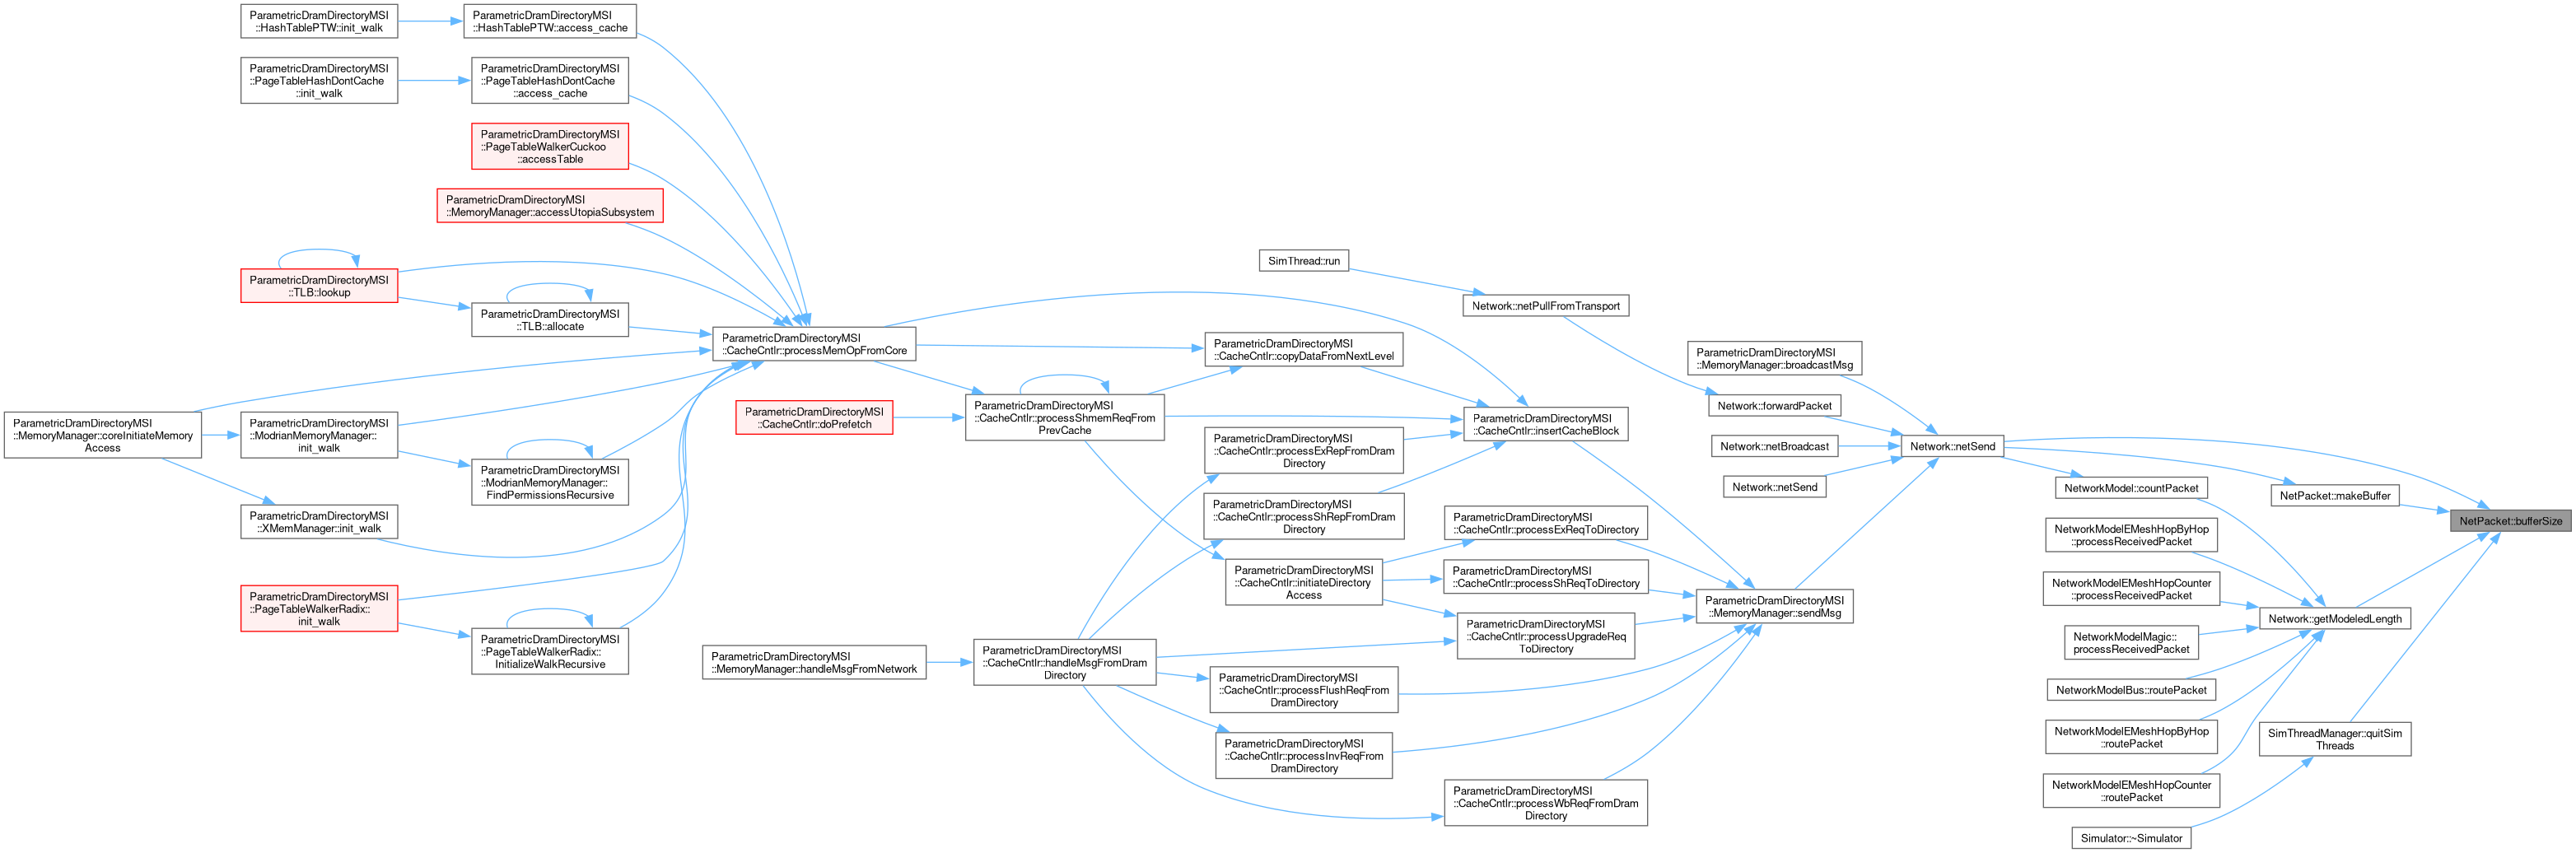 ParametricDramDirectoryMSI
::HashTablePTW::init_walk
ParametricDramDirectoryMSI
::HashTablePTW::access_cache
ParametricDramDirectoryMSI
::PageTableHashDontCache
::init_walk
ParametricDramDirectoryMSI
::PageTableHashDontCache
::access_cache
ParametricDramDirectoryMSI
::PageTableWalkerCuckoo
::accessTable
ParametricDramDirectoryMSI
::MemoryManager::accessUtopiaSubsystem
ParametricDramDirectoryMSI
::TLB::lookup
ParametricDramDirectoryMSI
::TLB::allocate
ParametricDramDirectoryMSI
::CacheCntlr::processMemOpFromCore
ParametricDramDirectoryMSI
::MemoryManager::coreInitiateMemory
Access
ParametricDramDirectoryMSI
::ModrianMemoryManager::
init_walk
ParametricDramDirectoryMSI
::ModrianMemoryManager::
FindPermissionsRecursive
ParametricDramDirectoryMSI
::XMemManager::init_walk
ParametricDramDirectoryMSI
::PageTableWalkerRadix::
init_walk
ParametricDramDirectoryMSI
::PageTableWalkerRadix::
InitializeWalkRecursive
ParametricDramDirectoryMSI
::CacheCntlr::doPrefetch
ParametricDramDirectoryMSI
::MemoryManager::handleMsgFromNetwork
ParametricDramDirectoryMSI
::CacheCntlr::processShmemReqFrom
PrevCache
ParametricDramDirectoryMSI
::CacheCntlr::handleMsgFromDram
Directory
SimThread::run
ParametricDramDirectoryMSI
::CacheCntlr::copyDataFromNextLevel
ParametricDramDirectoryMSI
::CacheCntlr::processExRepFromDram
Directory
ParametricDramDirectoryMSI
::CacheCntlr::processShRepFromDram
Directory
ParametricDramDirectoryMSI
::CacheCntlr::initiateDirectory
Access
ParametricDramDirectoryMSI
::CacheCntlr::processFlushReqFrom
DramDirectory
ParametricDramDirectoryMSI
::CacheCntlr::processInvReqFrom
DramDirectory
Network::netPullFromTransport
ParametricDramDirectoryMSI
::CacheCntlr::insertCacheBlock
ParametricDramDirectoryMSI
::CacheCntlr::processExReqToDirectory
ParametricDramDirectoryMSI
::CacheCntlr::processShReqToDirectory
ParametricDramDirectoryMSI
::CacheCntlr::processUpgradeReq
ToDirectory
ParametricDramDirectoryMSI
::CacheCntlr::processWbReqFromDram
Directory
ParametricDramDirectoryMSI
::MemoryManager::broadcastMsg
Network::forwardPacket
Network::netBroadcast
Network::netSend
ParametricDramDirectoryMSI
::MemoryManager::sendMsg
Network::netSend
NetworkModel::countPacket
NetworkModelEMeshHopByHop
::processReceivedPacket
NetworkModelEMeshHopCounter
::processReceivedPacket
NetworkModelMagic::
processReceivedPacket
NetworkModelBus::routePacket
NetworkModelEMeshHopByHop
::routePacket
NetworkModelEMeshHopCounter
::routePacket
Simulator::~Simulator
NetPacket::makeBuffer
Network::getModeledLength
SimThreadManager::quitSim
Threads
NetPacket::bufferSize